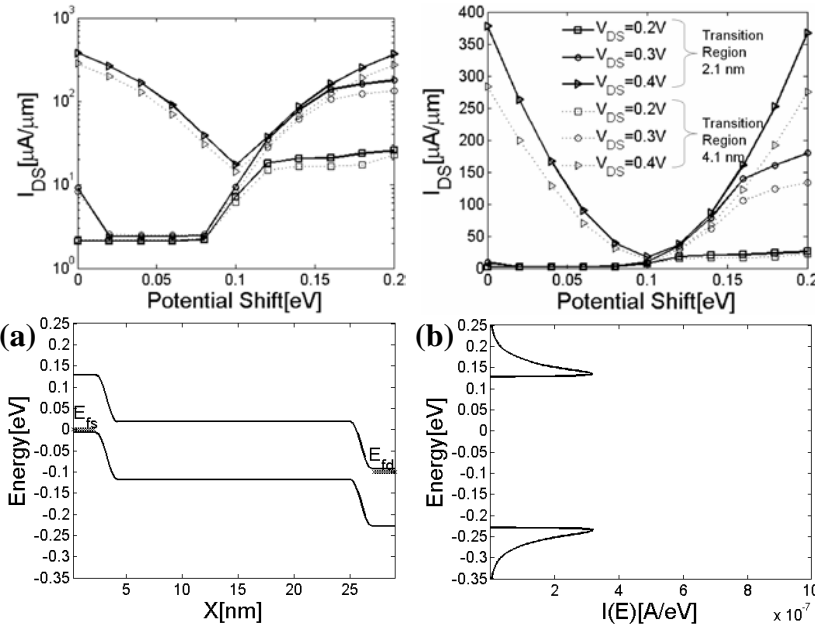 10³
10²
10¹
10⁰
I_DS[µA/µm]
0 0.05 0.1 0.15 0.2
Potential Shift[eV]
400
350
300
250
200
150
100
50
0
I_DS[µA/µm]
V_DS=0.2V
V_DS=0.3V
V_DS=0.4V
Transition
Region
2.1 nm
V_DS=0.2V
V_DS=0.3V
V_DS=0.4V
Transition
Region
4.1 nm
0 0.05 0.1 0.15 0.2
Potential Shift[eV]
(a)
0.25
0.2
0.15
0.1
0.05
0
-0.05
-0.1
-0.15
-0.2
-0.25
-0.3
-0.35
Energy[eV]
E_fs
E_fd
5 10 15 20 25
X[nm]
(b)
0.25
0.2
0.15
0.1
0.05
0
-0.05
-0.1
-0.15
-0.2
-0.25
-0.3
-0.35
Energy[eV]
0 2 4 6 8 10
I(E)[A/eV]
x 10⁻⁷